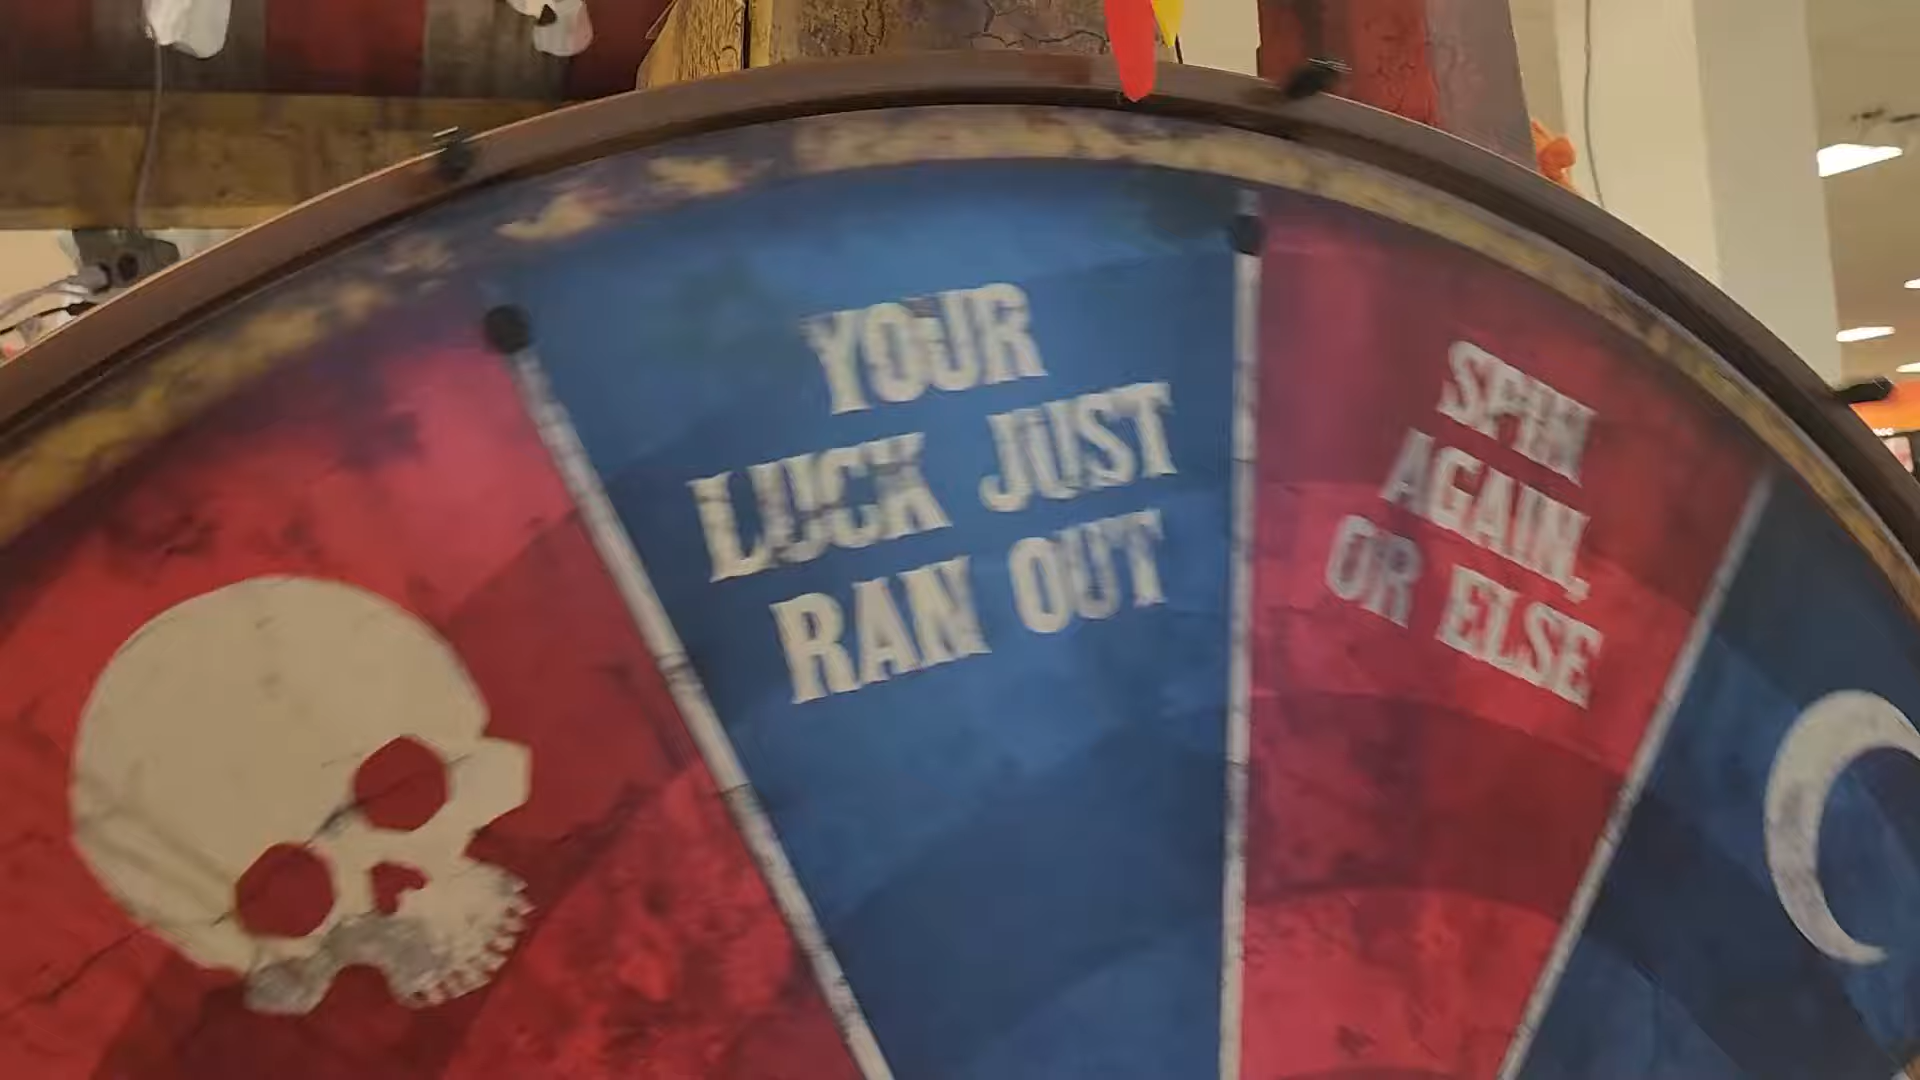 YOUR
LUCK JUST
RAN OUT
SPIN
AGAIN,
OR ELSE